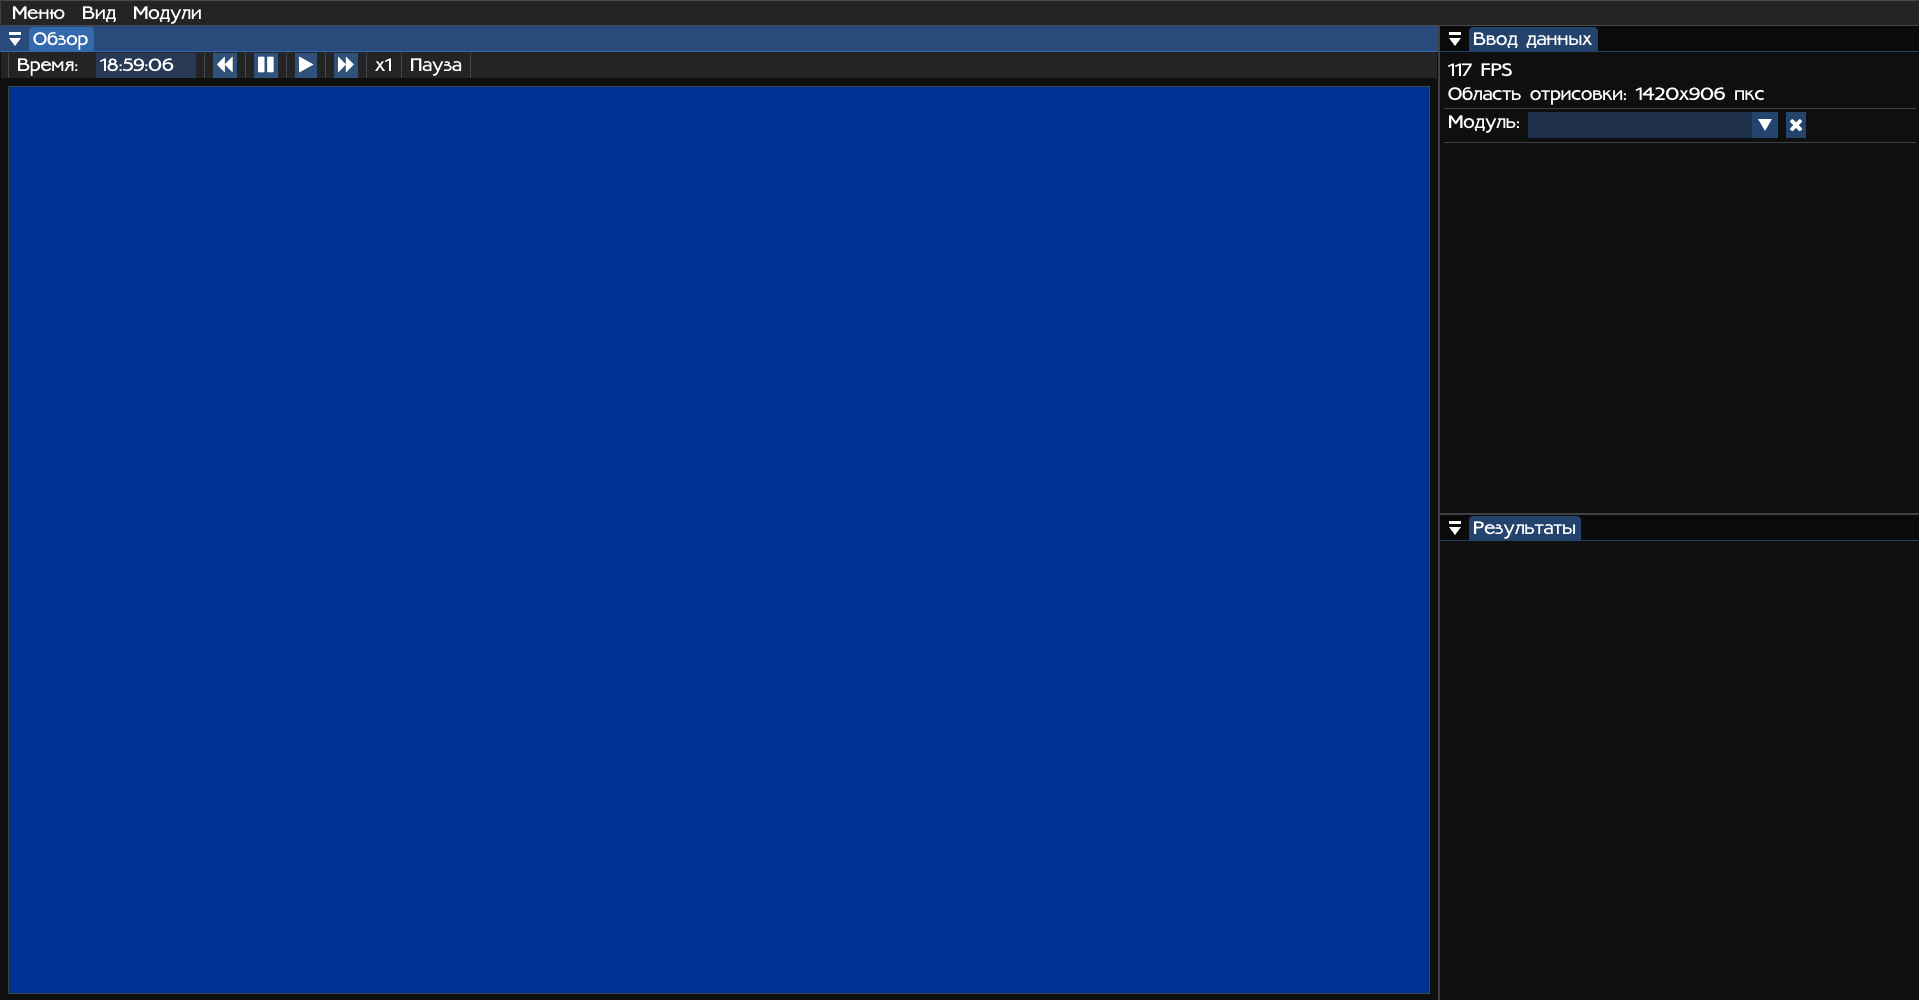 Меню Вид Модули
Обзор
Время: 18:59:06 x1 Пауза
Ввод данных
117 FPS
Область отрисовки: 1420x906 пкс
Модуль:
Результаты